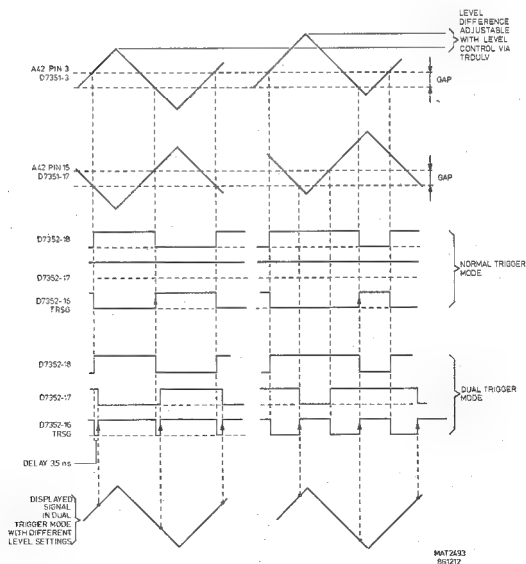 LEVEL
DIFFERENCE
ADJUSTABLE
WITH LEVEL
CONTROL VIA
TRDULV
A42 PIN 3
D7351-3
GAP
A42 PIN 15
D7351-17
GAP
D7352-18
D7352-17
D7352-16
TRSG
NORMAL TRIGGER
MODE
D7352-18
D7352-17
D7352-16
TRSG
DUAL TRIGGER
MODE
DELAY 35 ns
DISPLAYED
SIGNAL
IN DUAL
TRIGGER MODE
WITH DIFFERENT
LEVEL SETTINGS
MAT2493
861212